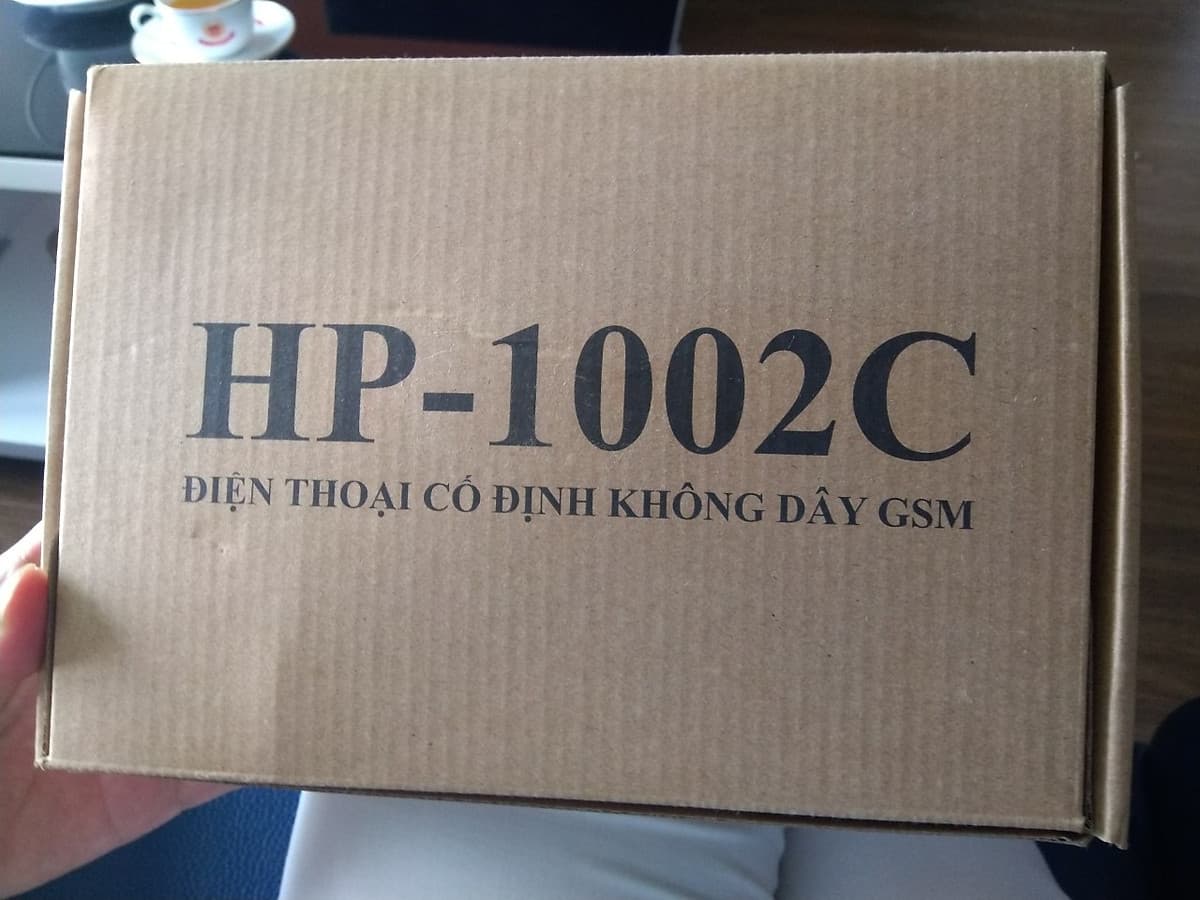 HP-1002C
ĐIỆN THOẠI CỐ ĐỊNH KHÔNG DÂY GSM